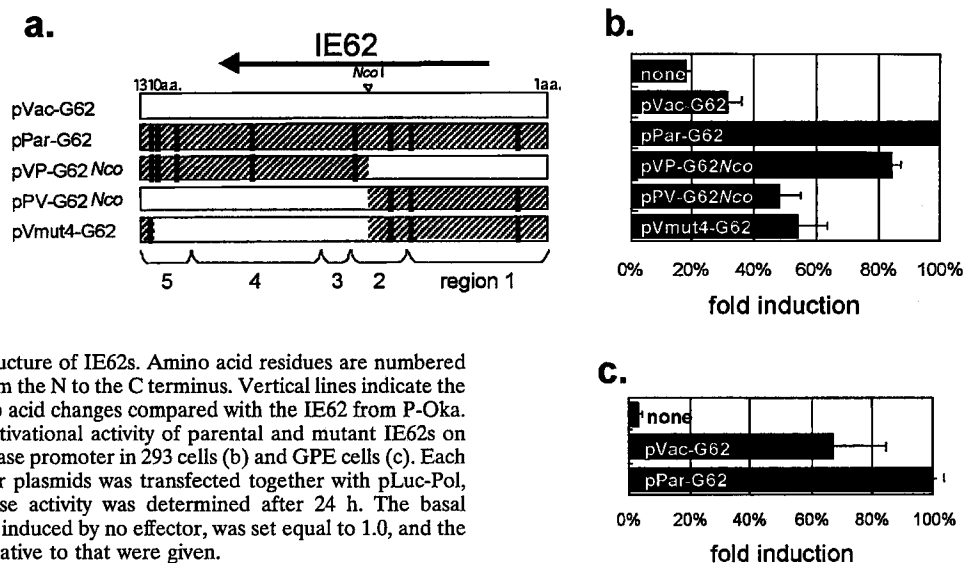 a.
IE62
NcoI
1310a.a.
1a.a.
pVac-G62
pPar-G62
pVP-G62Nco
pPV-G62Nco
pVmut4-G62
5 4 3 2 region 1
b.
none
pVac-G62
pPar-G62
pVP-G62Nco
pPV-G62Nco
pVmut4-G62
0% 20% 40% 60% 80% 100%
fold induction
ucture of IE62s. Amino acid residues are numbered
m the N to the C terminus. Vertical lines indicate the
o acid changes compared with the IE62 from P-Oka.
tivational activity of parental and mutant IE62s on
ase promoter in 293 cells (b) and GPE cells (c). Each
r plasmids was transfected together with pLuc-Pol,
se activity was determined after 24 h. The basal
induced by no effector, was set equal to 1.0, and the
ative to that were given.
c.
none
pVac-G62
pPar-G62
0% 20% 40% 60% 80% 100%
fold induction